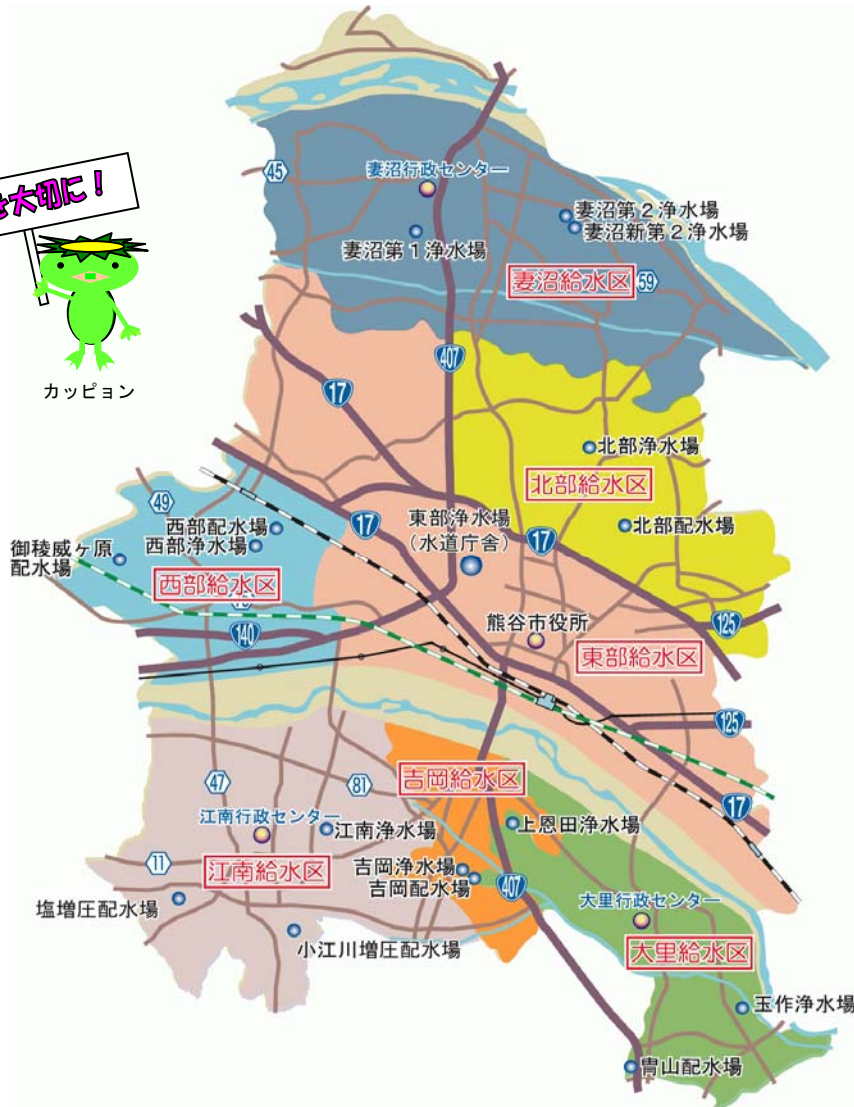 を大切に！
カッピョン
45
妻沼行政センター
妻沼第２浄水場
妻沼新第２浄水場
妻沼第１浄水場
妻沼給水区
59
407
17
北部浄水場
北部給水区
49
西部配水場
西部浄水場
17
東部浄水場
（水道庁舎）
17
北部配水場
御稜威ヶ原
配水場
西部給水区
140
熊谷市役所
125
東部給水区
125
47
81
吉岡給水区
17
江南行政センター
江南浄水場
上恩田浄水場
11
江南給水区
吉岡浄水場
吉岡配水場
407
塩増圧配水場
大里行政センター
小江川増圧配水場
大里給水区
玉作浄水場
冑山配水場